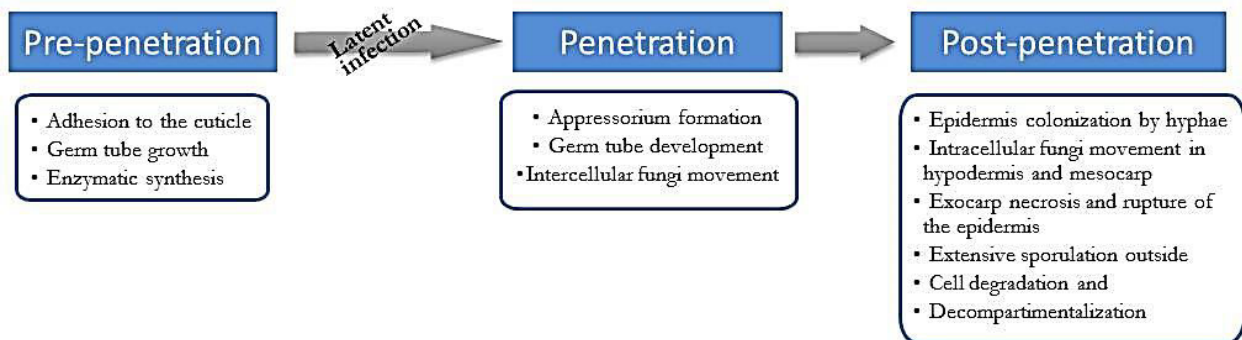 Pre-penetration
Latent
infection
Penetration
Post-penetration
• Adhesion to the cuticle
• Germ tube growth
• Enzymatic synthesis
• Appressorium formation
• Germ tube development
• Intercellular fungi movement
• Epidermis colonization by hyphae
• Intracellular fungi movement in
hypodermis and mesocarp
• Exocarp necrosis and rupture of
the epidermis
• Extensive sporulation outside
• Cell degradation and
• Decompartimentalization